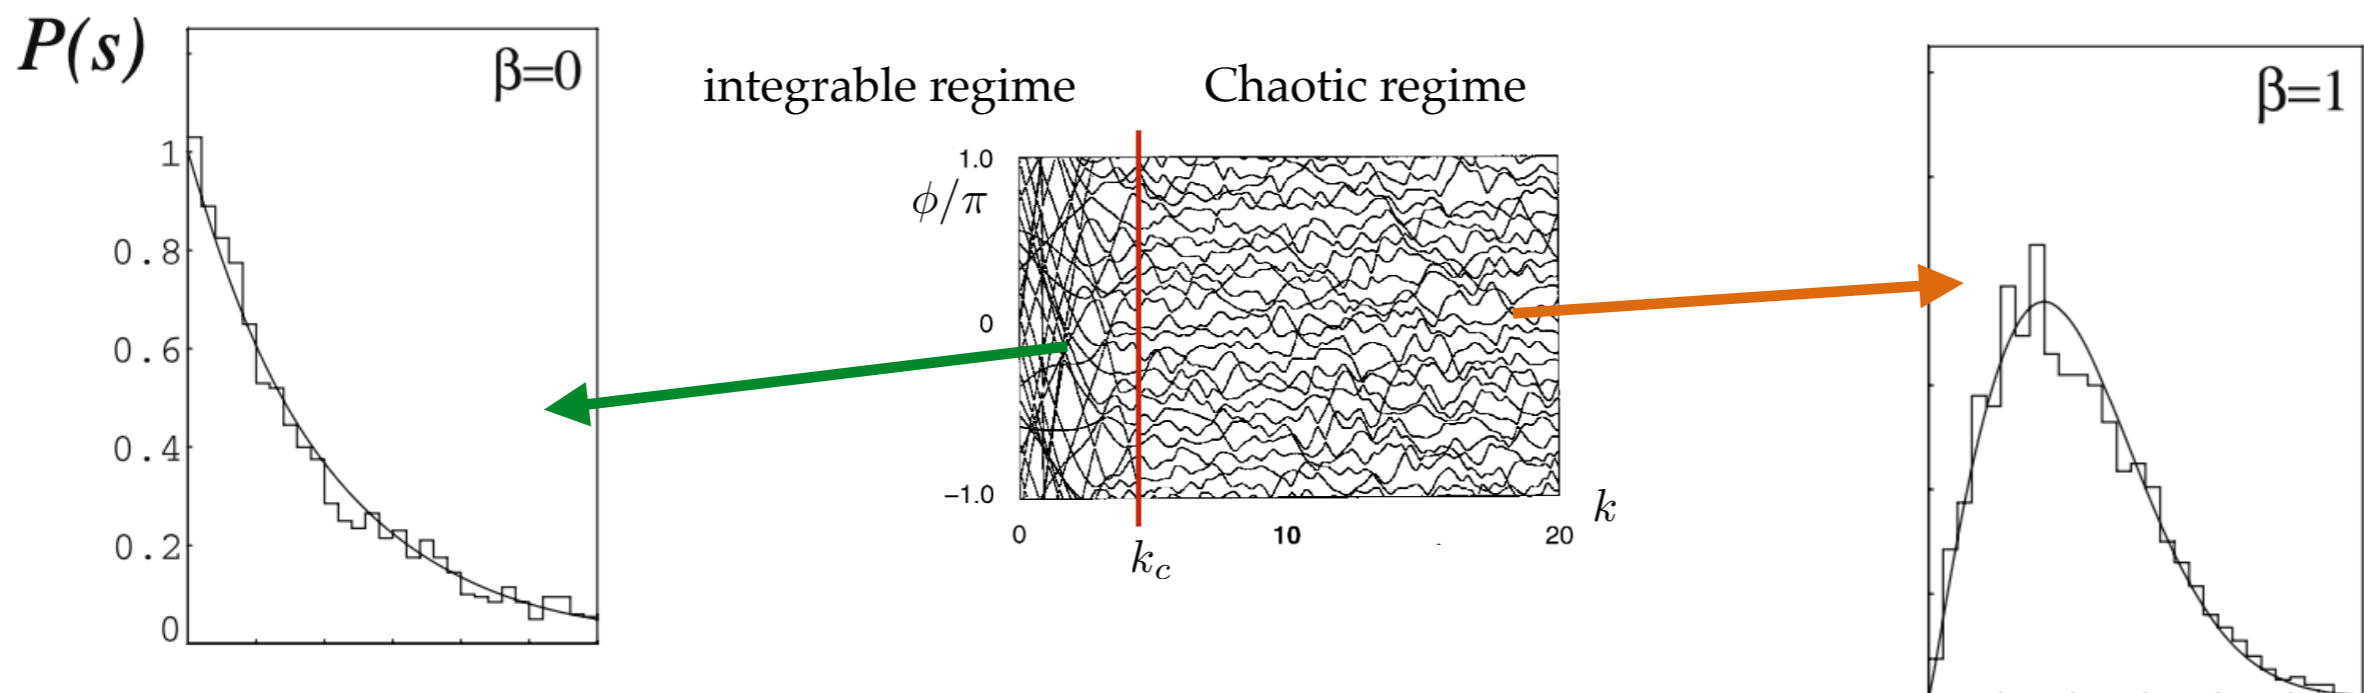 P(s)
β=0
1
0.8
0.6
0.4
0.2
0
integrable regime
Chaotic regime
1.0
ϕ/π
0
−1.0
0
10
20
k
k_c
β=1